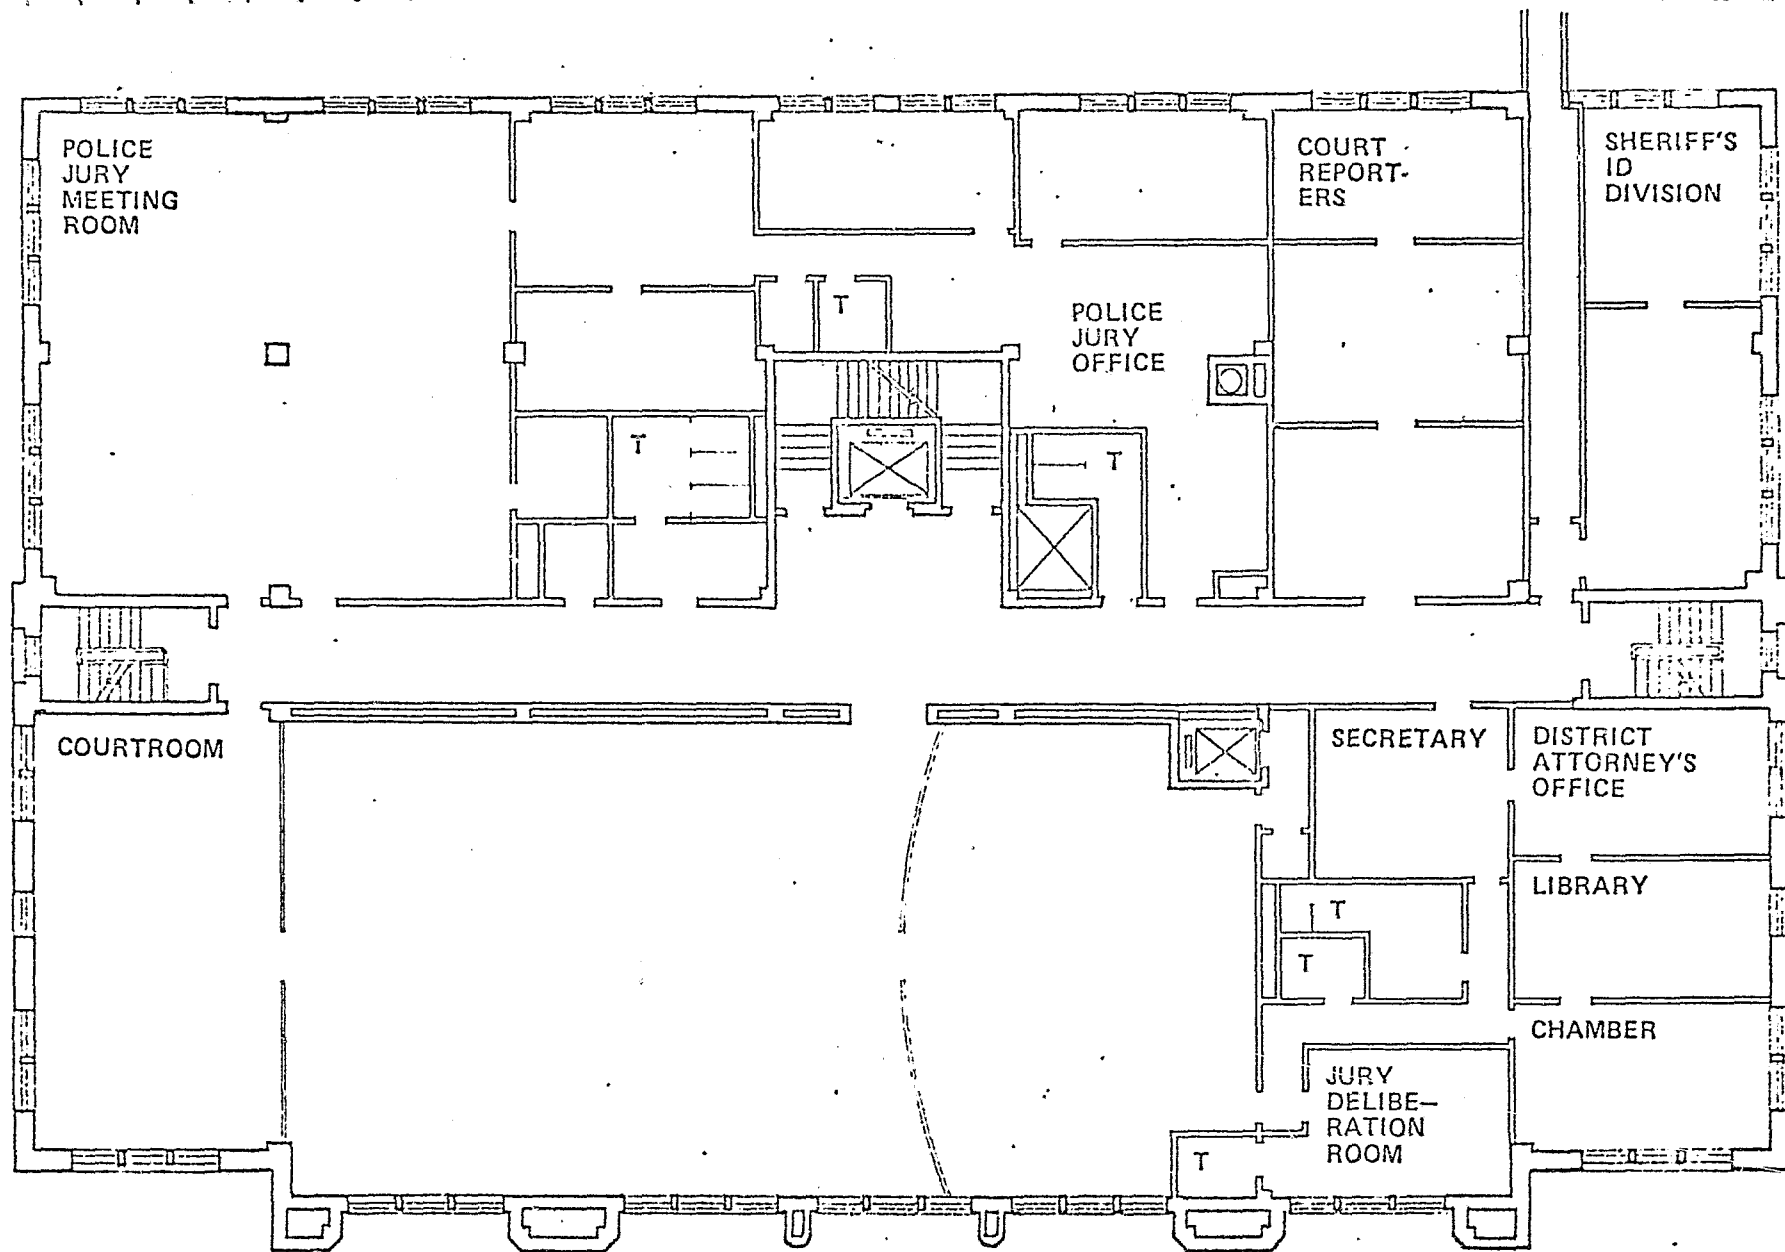 POLICE
JURY
MEETING
ROOM
COURT
REPORT-
ERS
SHERIFF'S
ID
DIVISION
T
POLICE
JURY
OFFICE
T
T
COURTROOM
SECRETARY
DISTRICT
ATTORNEY'S
OFFICE
LIBRARY
T
T
CHAMBER
JURY
DELIBE–
RATION
ROOM
T